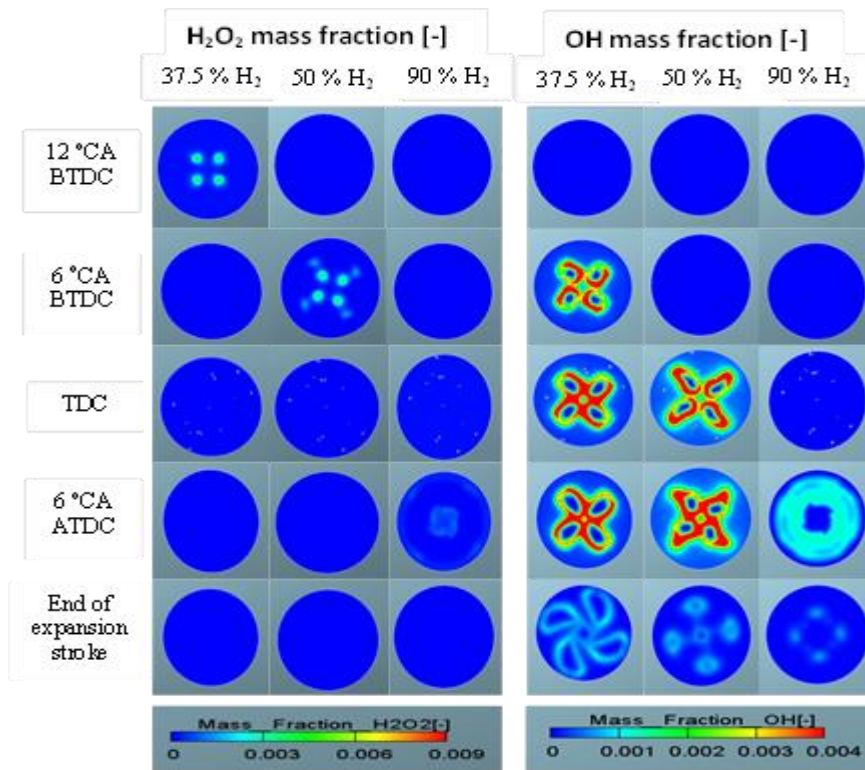 H₂O₂ mass fraction [-]
OH mass fraction [-]
37.5 % H₂
50 % H₂
90 % H₂
37.5 % H₂
50 % H₂
90 % H₂
12 °CA
BTDC
6 °CA
BTDC
TDC
6 °CA
ATDC
End of
expansion
stroke
Mass Fraction H2O2[-]
0 0.003 0.006 0.009
Mass Fraction OH[-]
0 0.001 0.002 0.003 0.004